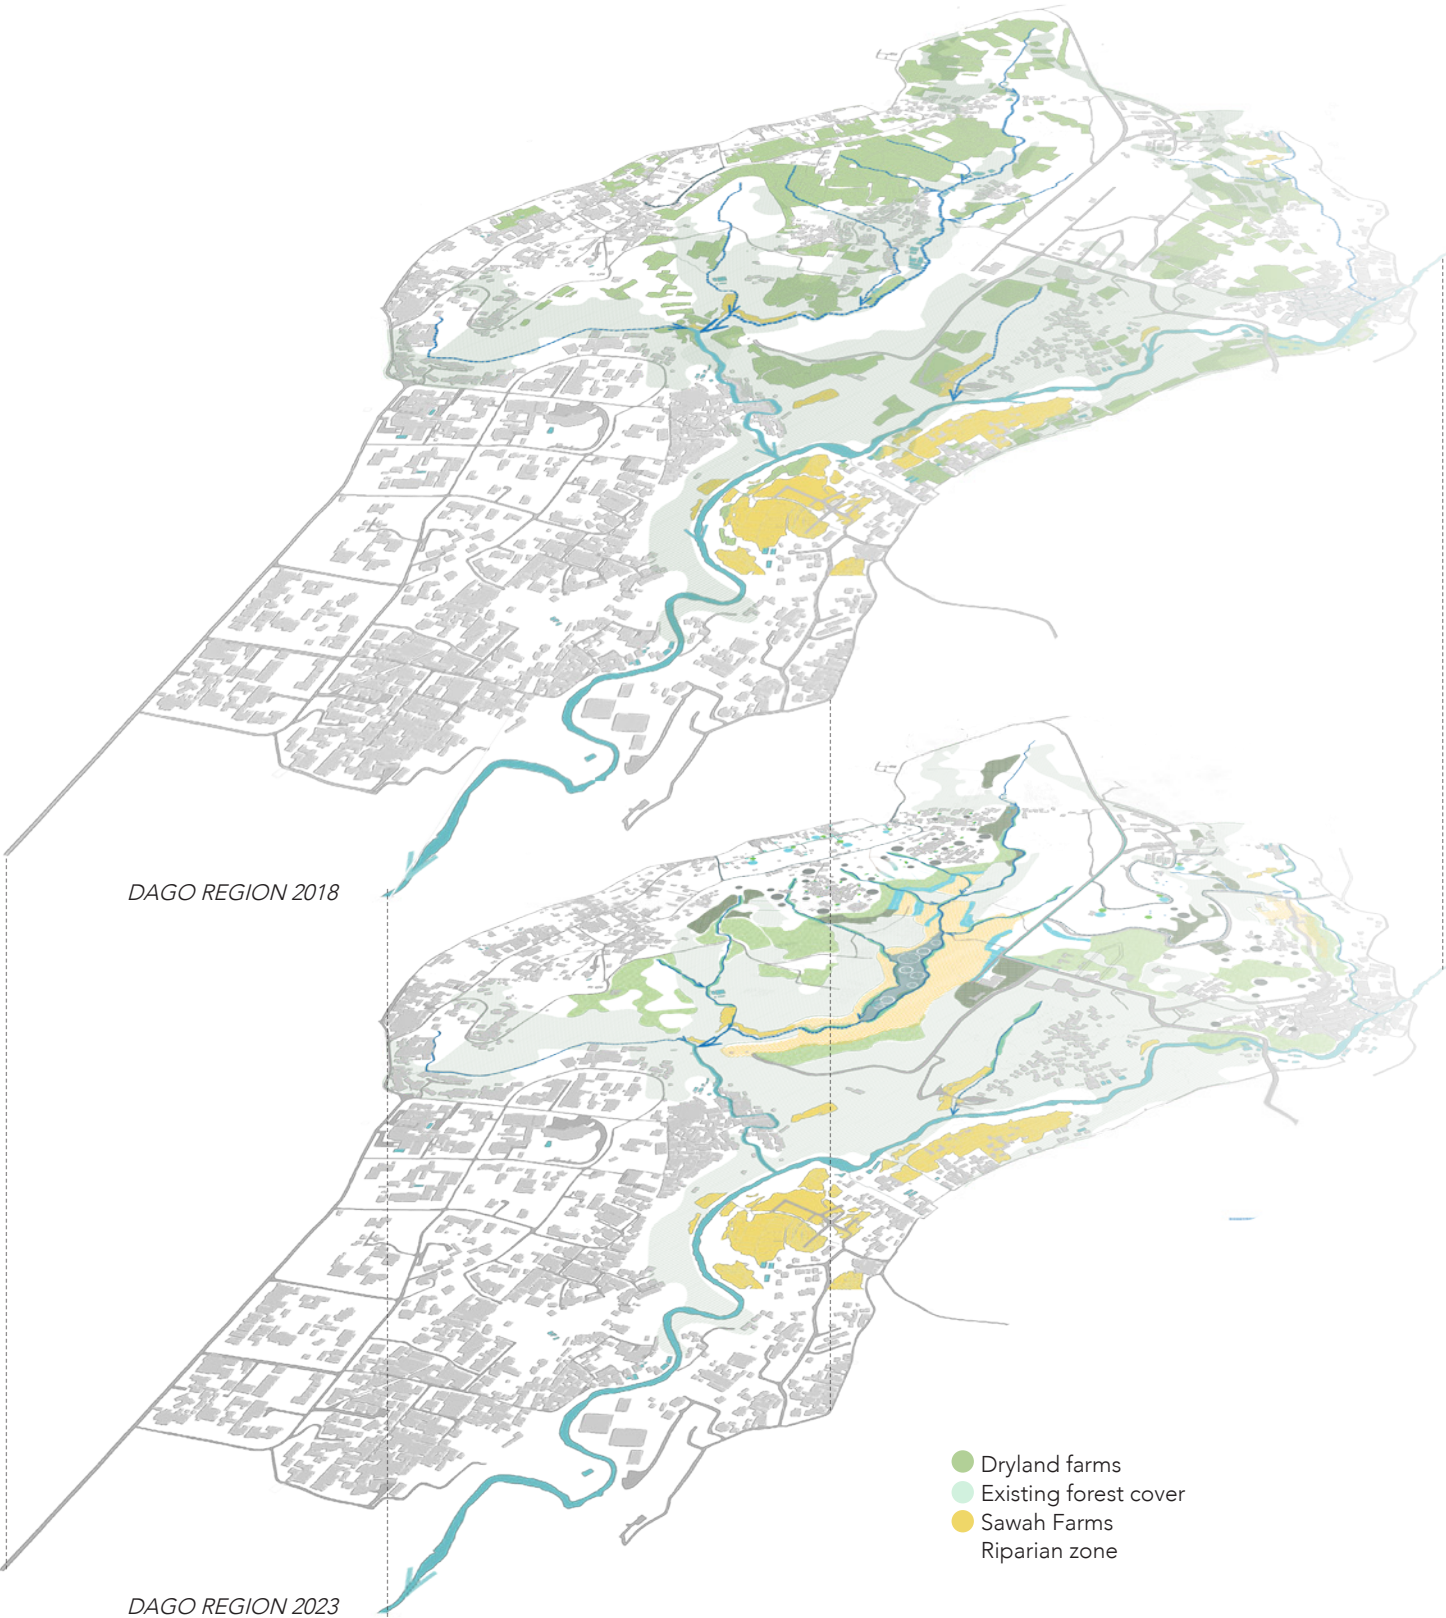 DAGO REGION 2018
Dryland farms
Existing forest cover
Sawah Farms
Riparian zone
DAGO REGION 2023